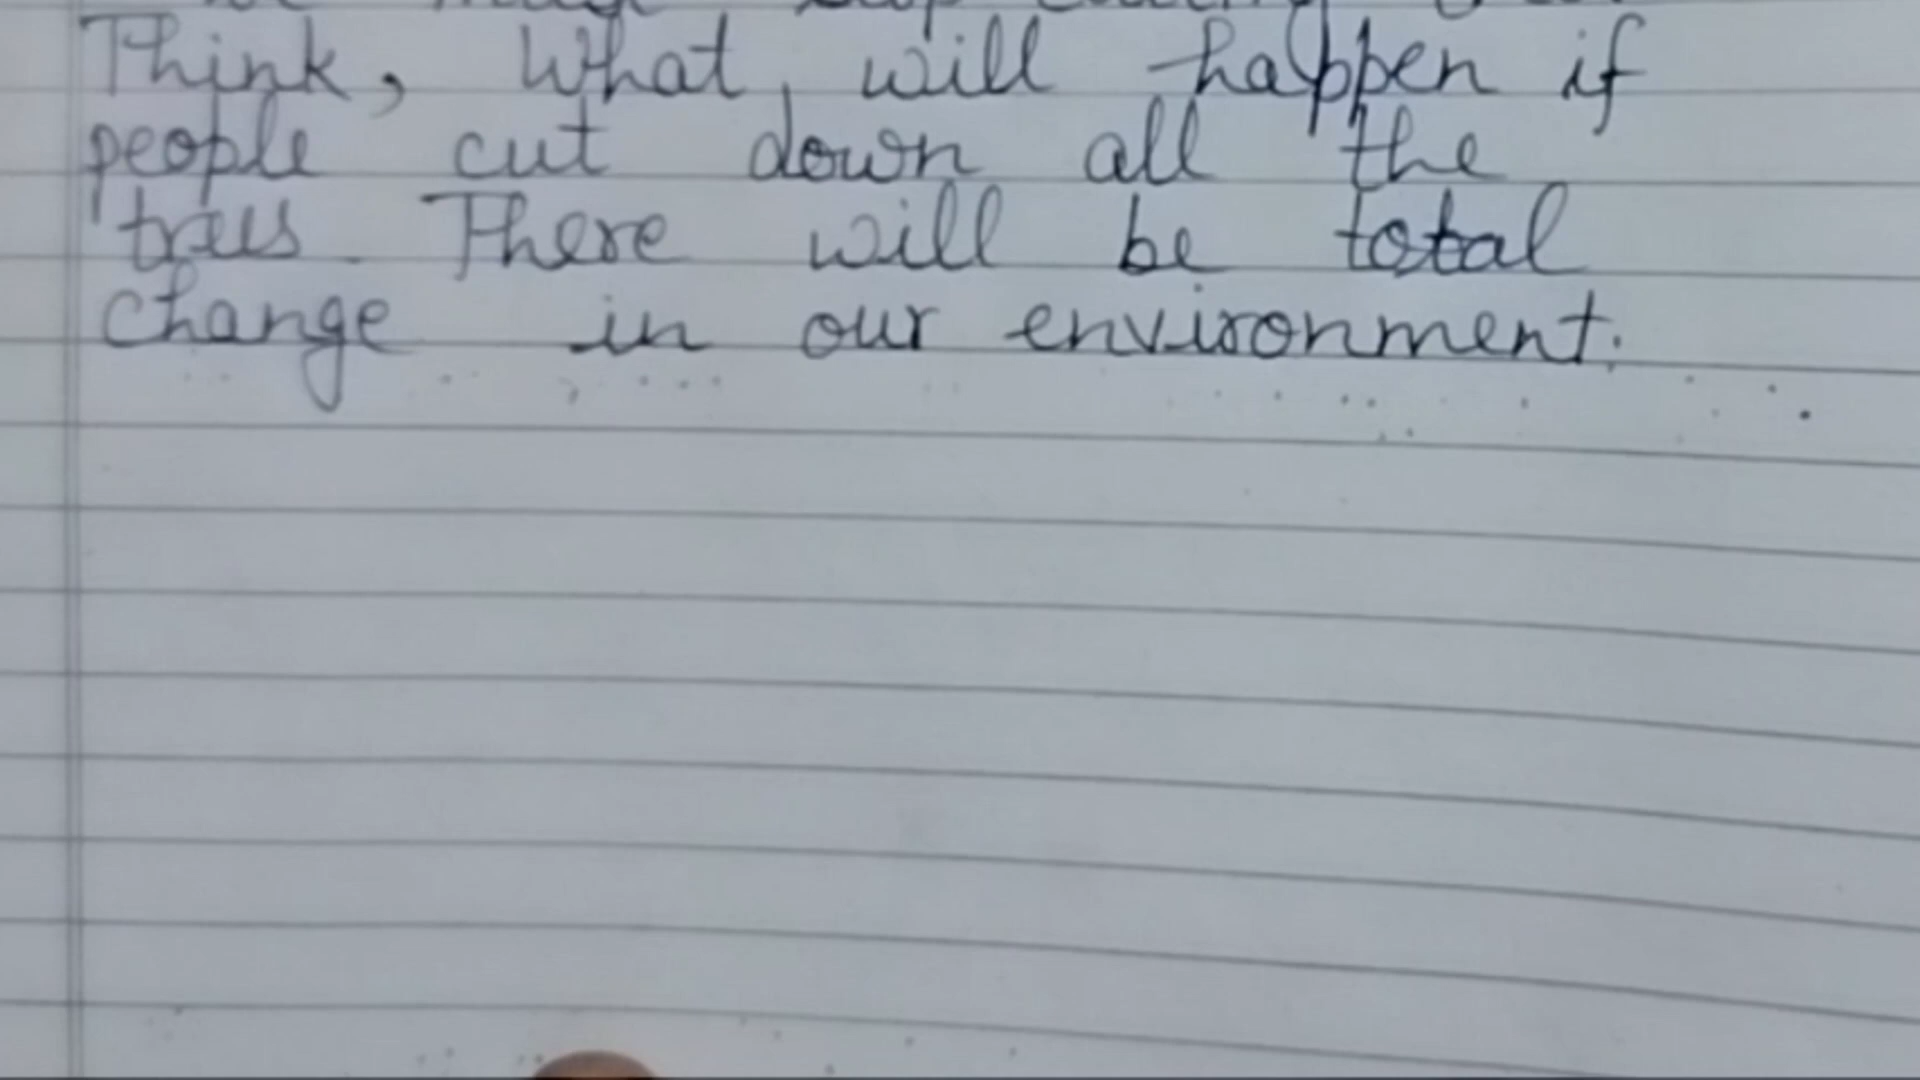 Think, What will happen if
people cut down all the
trees. There will be total
change in our environment.